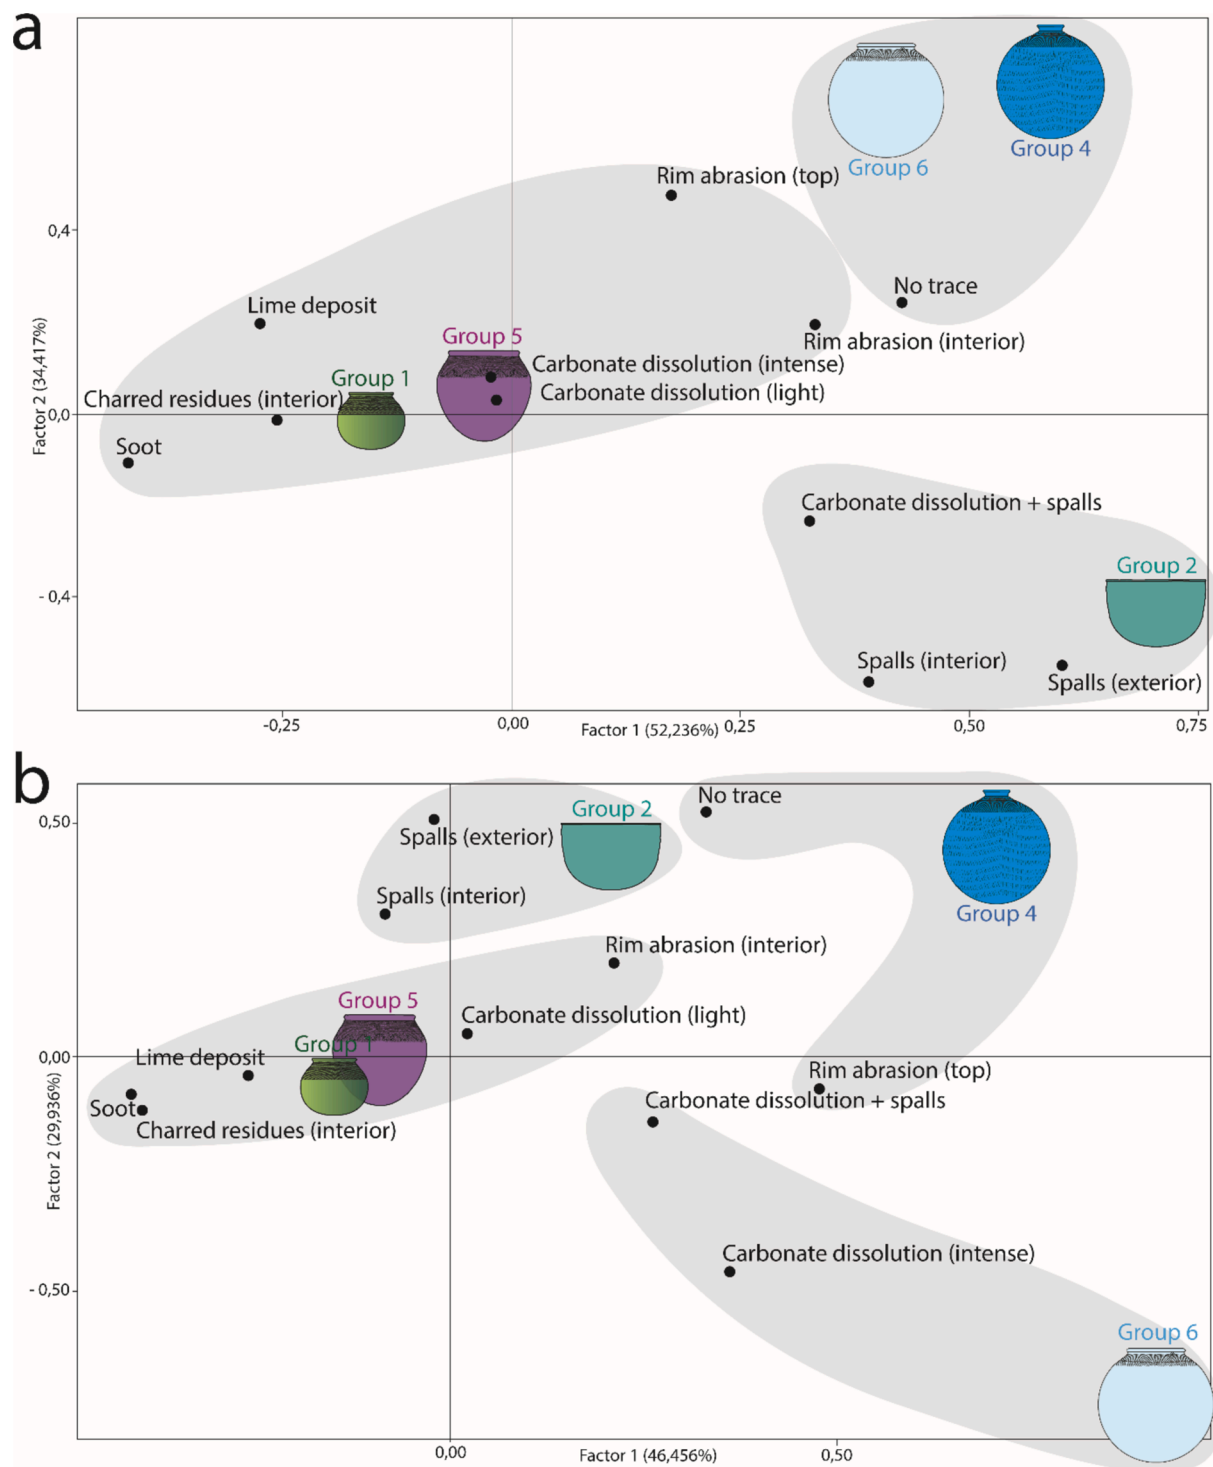 a
Group 6
Group 4
Rim abrasion (top)
0,4
No trace
Lime deposit
Rim abrasion (interior)
Group 5
Carbonate dissolution (intense)
Group 1
Carbonate dissolution (light)
Charred residues (interior)
0,0
Soot
Factor 2 (34,417%)
Carbonate dissolution + spalls
Group 2
- 0,4
Spalls (interior)
Spalls (exterior)
-0,25
0,00
Factor 1 (52,236%)
0,25
0,50
0,75
b
No trace
Group 2
0,50
Spalls (exterior)
Spalls (interior)
Group 4
Rim abrasion (interior)
Group 5
Carbonate dissolution (light)
Group 1
Lime deposit
0,00
Rim abrasion (top)
Soot
Carbonate dissolution + spalls
Charred residues (interior)
Factor 2 (29,936%)
Carbonate dissolution (intense)
- 0,50
Group 6
0,00
Factor 1 (46,456%)
0,50